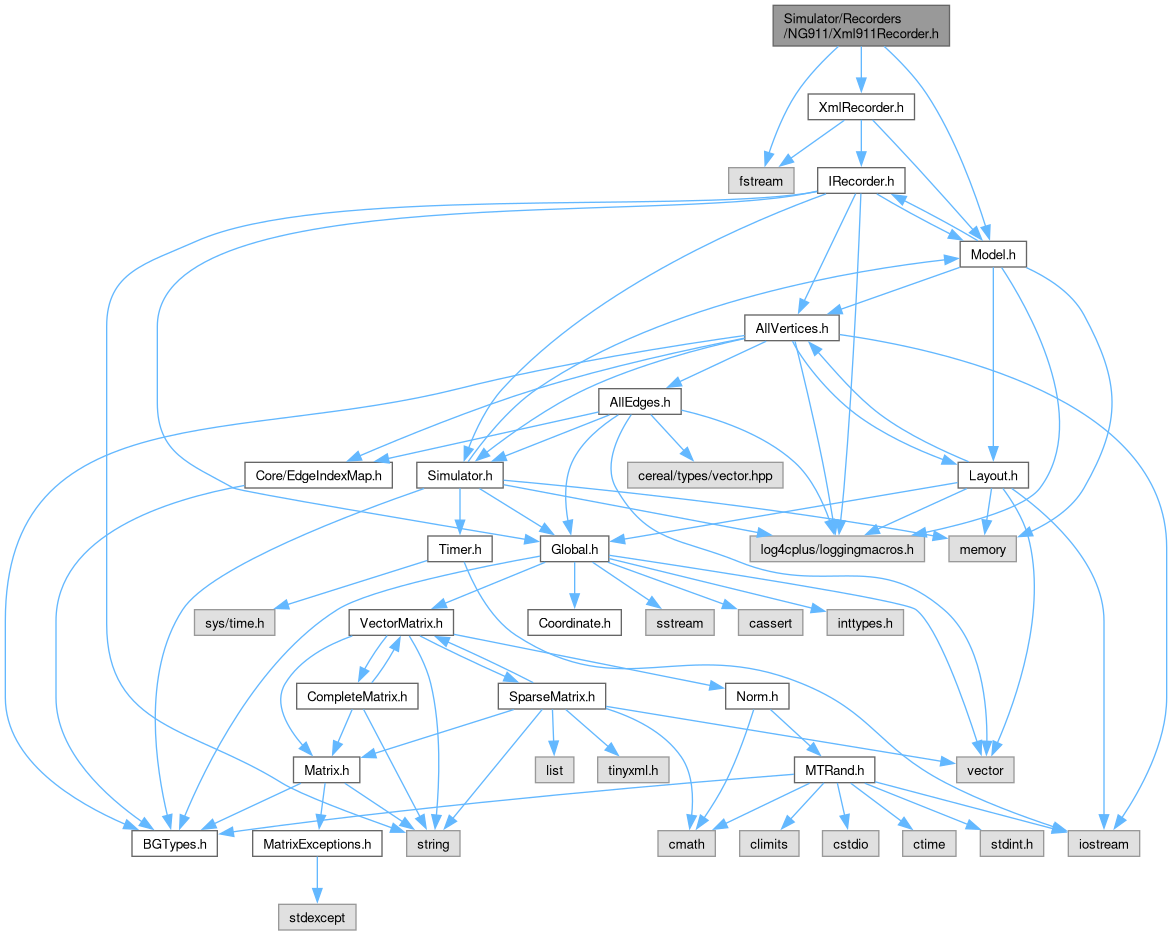 Simulator/Recorders
/NG911/Xml911Recorder.h
XmlRecorder.h
fstream
IRecorder.h
Model.h
AllVertices.h
AllEdges.h
Core/EdgeIndexMap.h
Simulator.h
cereal/types/vector.hpp
Layout.h
Timer.h
Global.h
log4cplus/loggingmacros.h
memory
sys/time.h
VectorMatrix.h
Coordinate.h
sstream
cassert
inttypes.h
CompleteMatrix.h
SparseMatrix.h
Norm.h
Matrix.h
list
tinyxml.h
MTRand.h
vector
BGTypes.h
MatrixExceptions.h
string
cmath
climits
cstdio
ctime
stdint.h
iostream
stdexcept